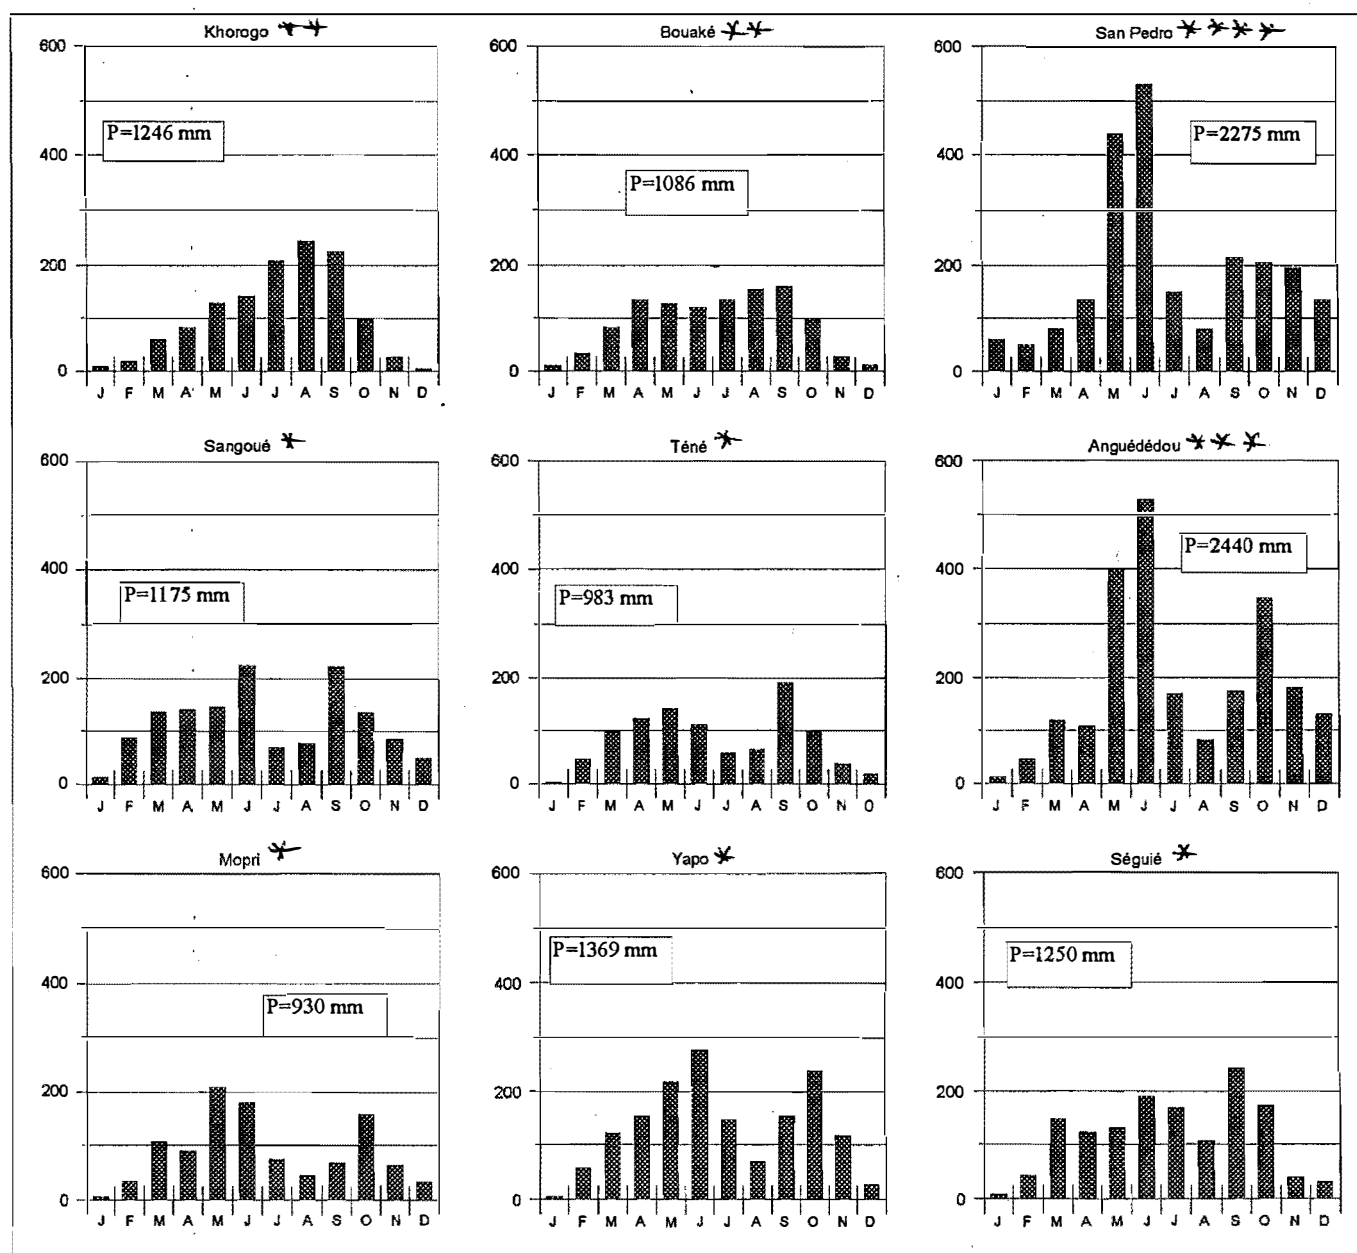 Khorogo
600
P=1246 mm
400
200
0
J F M A M J J A S O N D
Bouaké
600
P=1086 mm
400
200
0
J F M A M J J A S O N D
San Pedro
600
P=2275 mm
400
200
0
J F M A M J J A S O N D
Sangoué
600
P=1175 mm
400
200
0
J F M A M J J A S O N D
Téné
600
P=983 mm
400
200
0
J F M A M J J A S O N O
Anguédédou
600
P=2440 mm
400
200
0
J F M A M J J A S O N D
Mopri
600
P=930 mm
400
200
0
J F M A M J J A S O N D
Yapo
600
P=1369 mm
400
200
0
J F M A M J J A S O N D
Séguié
600
P=1250 mm
400
200
0
J F M A M J J A S O N D